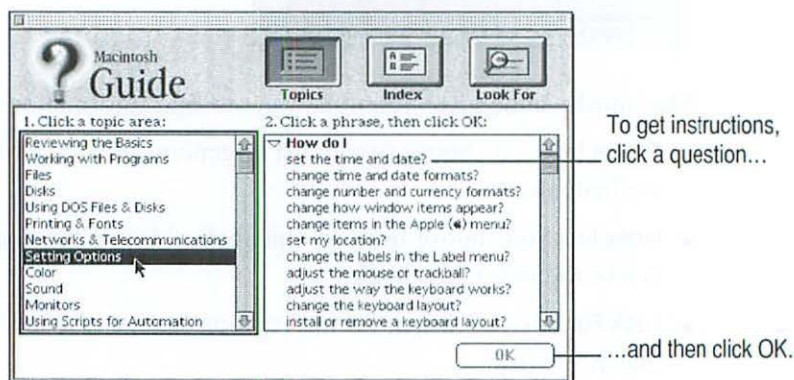 Macintosh
Guide
Topics
Index
Look For
1. Click a topic area:
Reviewing the Basics
Working with Programs
Files
Disks
Using DOS Files & Disks
Printing & Fonts
Networks & Telecommunications
Setting Options
Color
Sound
Monitors
Using Scripts for Automation
2. Click a phrase, then click OK:
How do I
set the time and date?
change time and date formats?
change number and currency formats?
change how window items appear?
change items in the Apple () menu?
set my location?
change the labels in the Label menu?
adjust the mouse or trackball?
adjust the way the keyboard works?
change the keyboard layout?
install or remove a keyboard layout?
OK
To get instructions,
click a question...
...and then click OK.